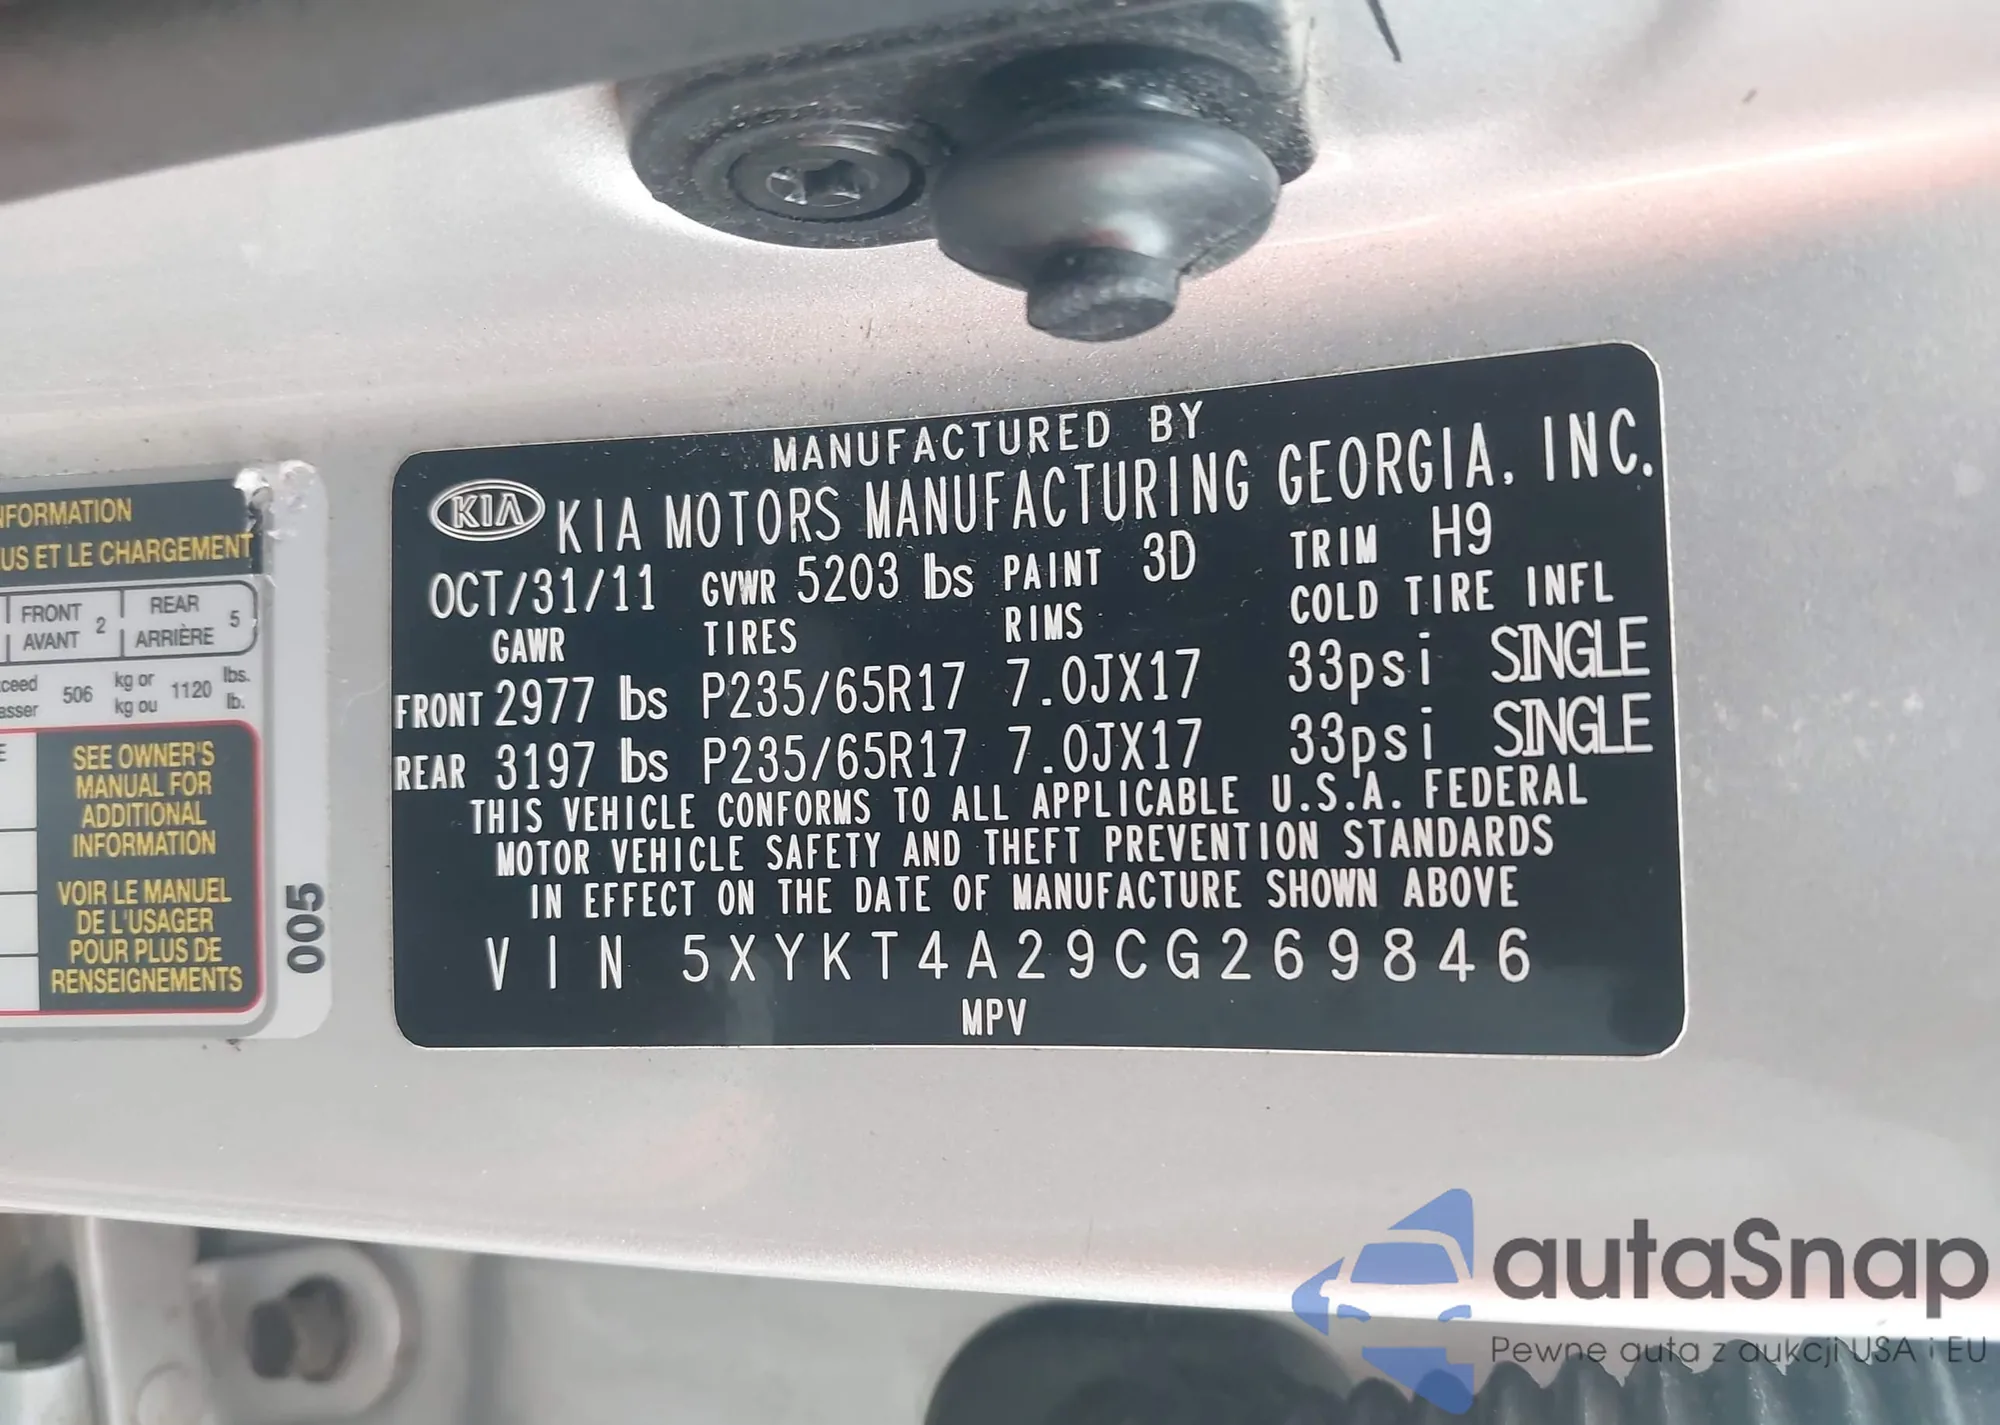 MANUFACTURED BY
KIA KIA MOTORS MANUFACTURING GEORGIA, INC.
OCT/31/11 GVWR 5203 lbs PAINT 3D TRIM H9
GAWR TIRES RIMS COLD TIRE INFL
FRONT 2977 lbs P235/65R17 7.0JX17 33psi SINGLE
REAR 3197 lbs P235/65R17 7.0JX17 33psi SINGLE
THIS VEHICLE CONFORMS TO ALL APPLICABLE U.S.A. FEDERAL
MOTOR VEHICLE SAFETY AND THEFT PREVENTION STANDARDS
IN EFFECT ON THE DATE OF MANUFACTURE SHOWN ABOVE
VIN 5XYKT4A29CG269846
MPV
NFORMATION
US ET LE CHARGEMENT
FRONT 2 REAR 5
AVANT ARRIÈRE
ceed 506 kg or 1120 lbs.
asser kg ou lb.
E
SEE OWNER'S
MANUAL FOR
ADDITIONAL
INFORMATION
VOIR LE MANUEL
DE L'USAGER
POUR PLUS DE
RENSEIGNEMENTS
005
autaSnap
Pewne auta z aukcji USA i EU